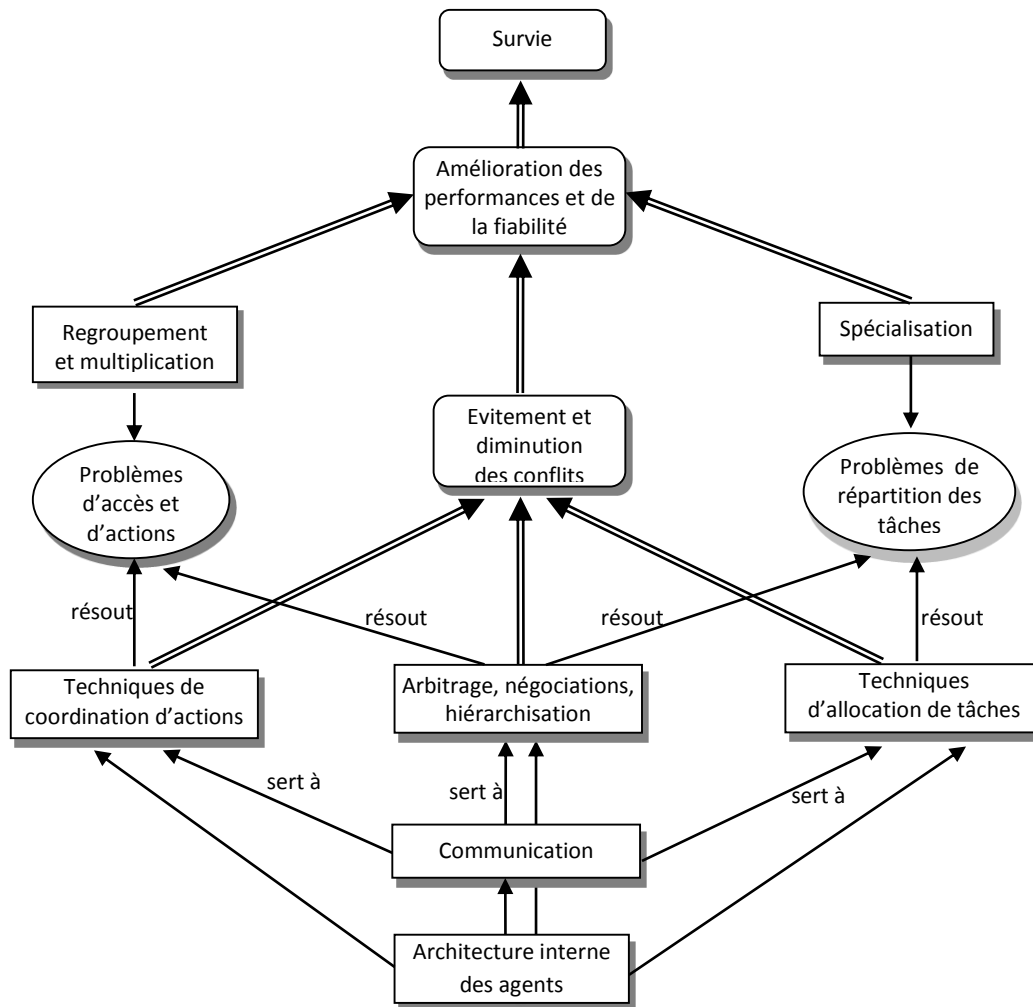 Survie
Amélioration des
performances et de
la fiabilité
Regroupement
et multiplication
Spécialisation
Evitement et
diminution
des conflits
Problèmes
d’accès et
d’actions
Problèmes de
répartition des
tâches
résout
résout
résout
résout
Techniques de
coordination d’actions
Arbitrage, négociations,
hiérarchisation
Techniques
d’allocation de tâches
sert à
sert à
sert à
Communication
Architecture interne
des agents